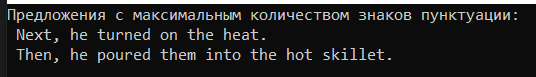 Предложения с максимальным количеством знаков пунктуации:
Next, he turned on the heat.
Then, he poured them into the hot skillet.